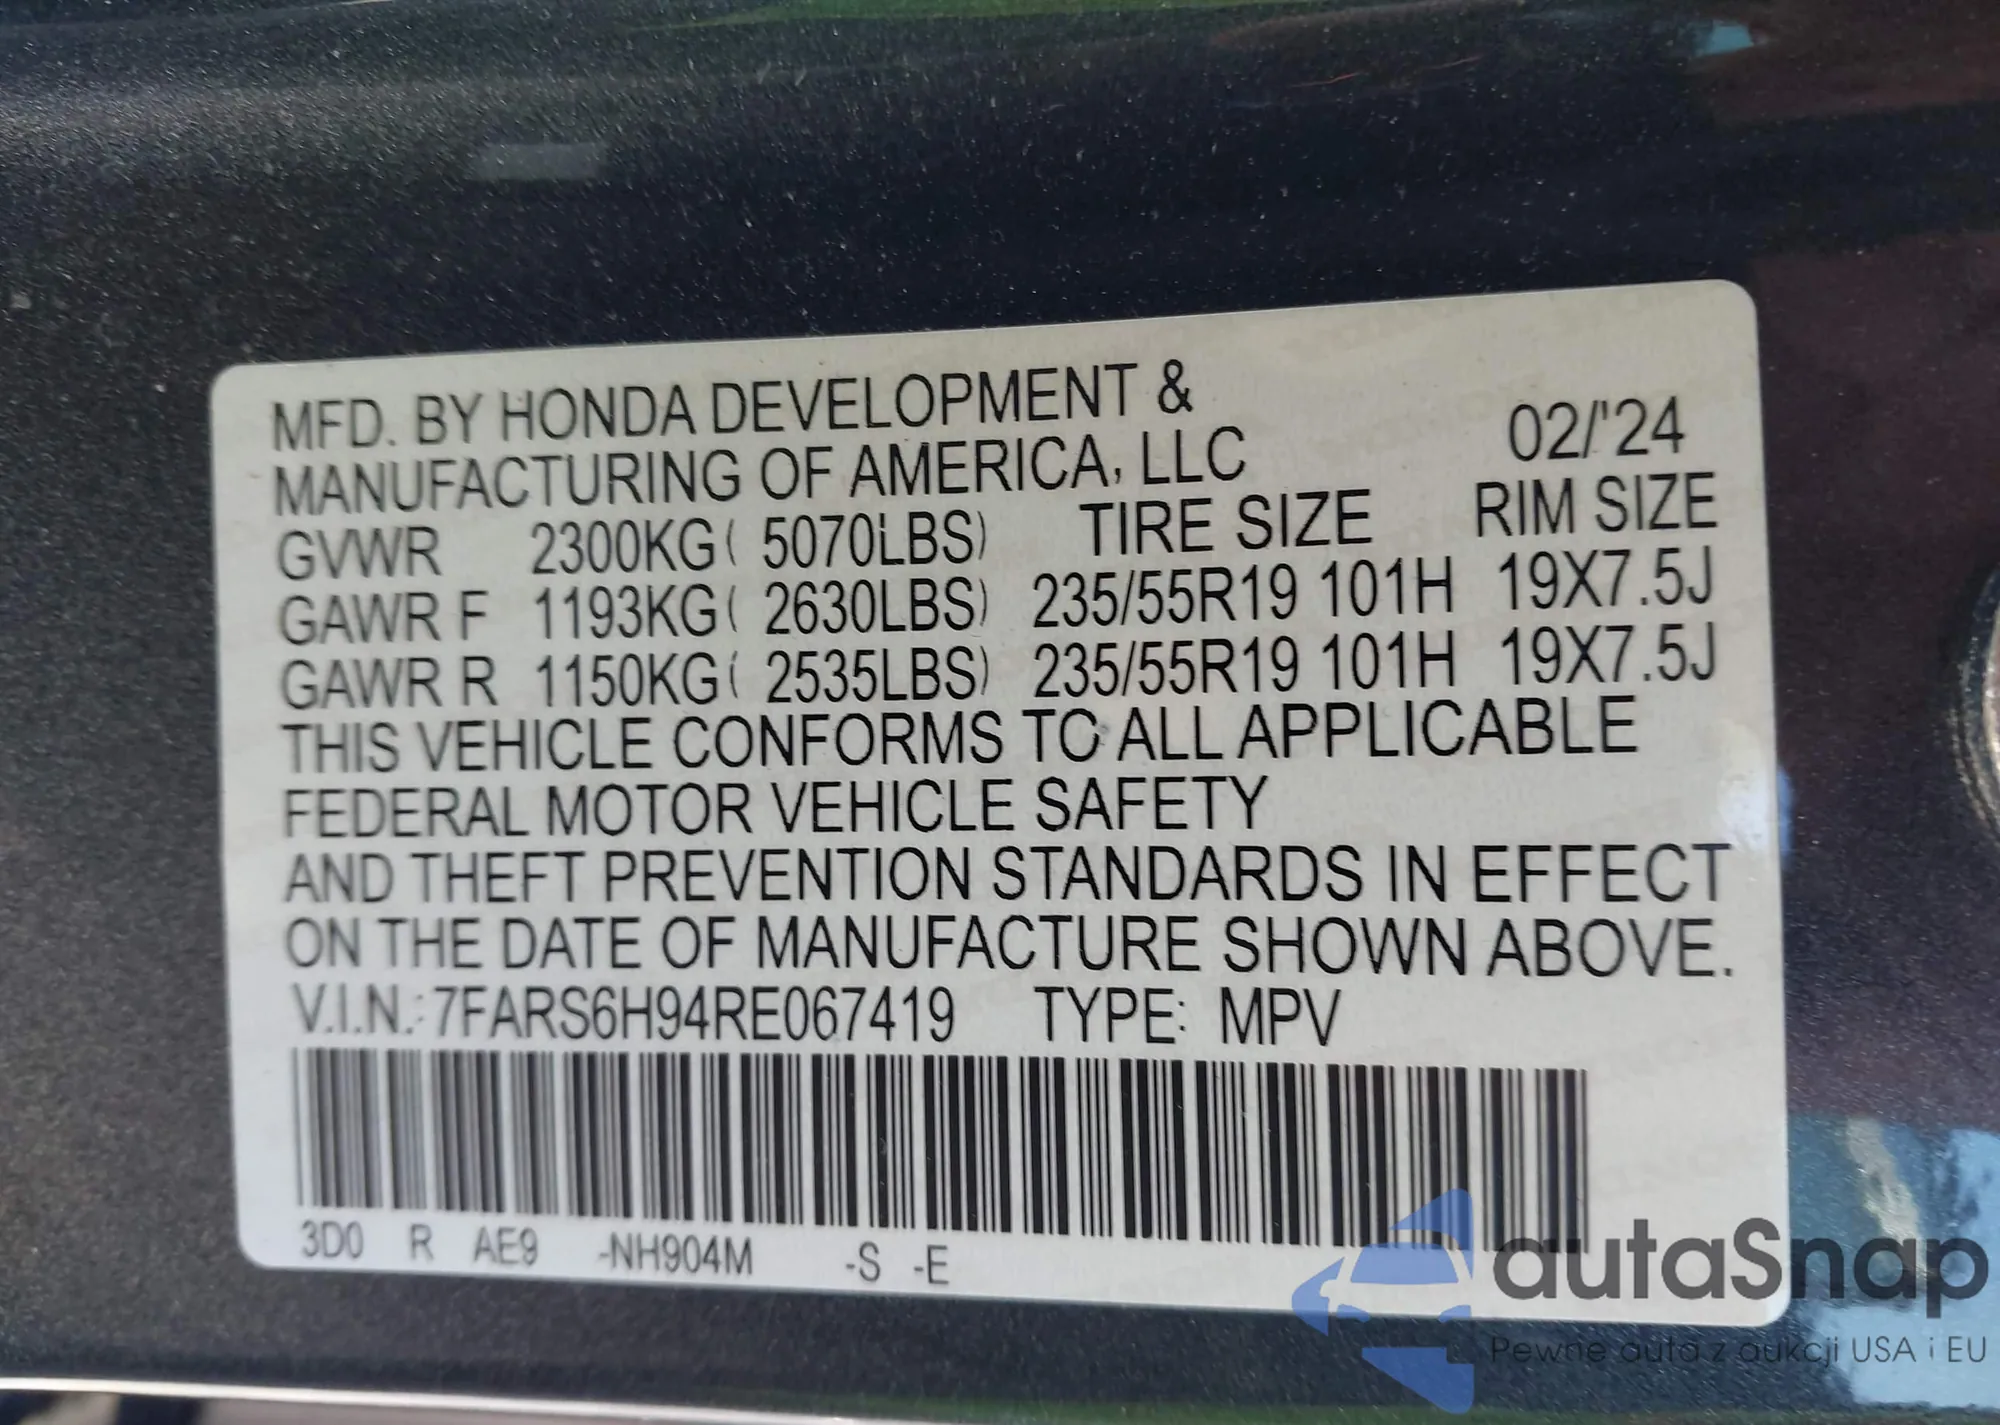 MFD. BY HONDA DEVELOPMENT &
MANUFACTURING OF AMERICA, LLC 02/'24
GVWR 2300KG( 5070LBS) TIRE SIZE RIM SIZE
GAWR F 1193KG( 2630LBS) 235/55R19 101H 19X7.5J
GAWR R 1150KG( 2535LBS) 235/55R19 101H 19X7.5J
THIS VEHICLE CONFORMS TO ALL APPLICABLE
FEDERAL MOTOR VEHICLE SAFETY
AND THEFT PREVENTION STANDARDS IN EFFECT
ON THE DATE OF MANUFACTURE SHOWN ABOVE.
V.I.N.: 7FARS6H94RE067419 TYPE: MPV
3D0 R AE9 -NH904M -S -E
autaSnap
Pewne auta z aukcji USA i EU